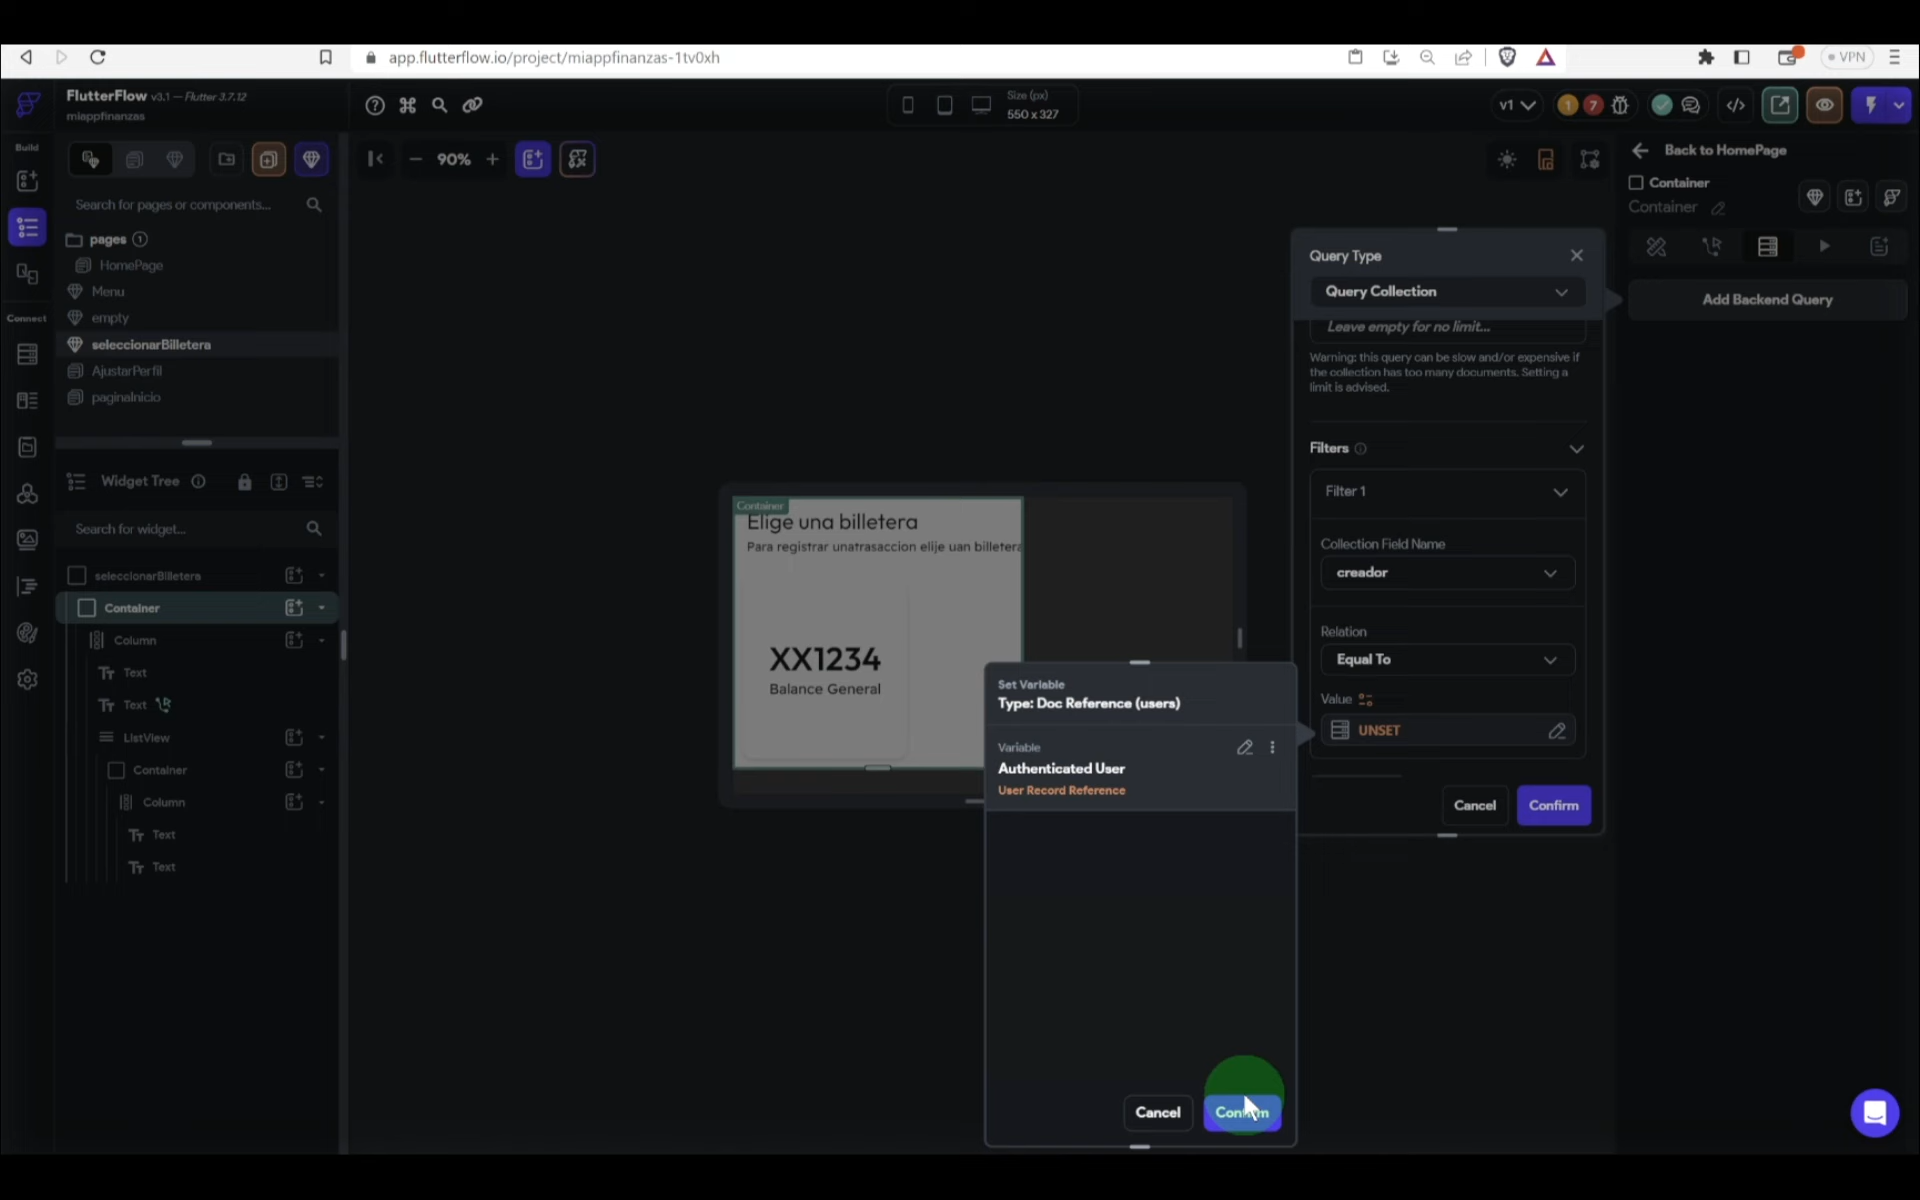 app.flutterflow.io/project/miappfinanzas-1tv0xh
VPN
FlutterFlow v3.1 — Flutter 3.7.12
miappfinanzas
Size (px)
550 x 327
v1
1
7
Build
90%
Back to HomePage
Container
Container
Search for pages or components...
pages 1
HomePage
Menu
empty
Connect
seleccionarBilletera
AjustarPerfil
paginaInicio
Query Type
Query Collection
Add Backend Query
Leave empty for no limit...
Warning: this query can be slow and/or expensive if
the collection has too many documents. Setting a
limit is advised.
Filters
Filter 1
Collection Field Name
creador
Relation
Equal To
Value
UNSET
Cancel
Confirm
Widget Tree
Search for widget...
seleccionarBilletera
Container
Column
Text
Text
ListView
Container
Column
Text
Text
Container
Elige una billetera
Para registrar unatrasaccion elije uan billetera
XX1234
Balance General
Set Variable
Type: Doc Reference (users)
Variable
Authenticated User
User Record Reference
Cancel
Confirm